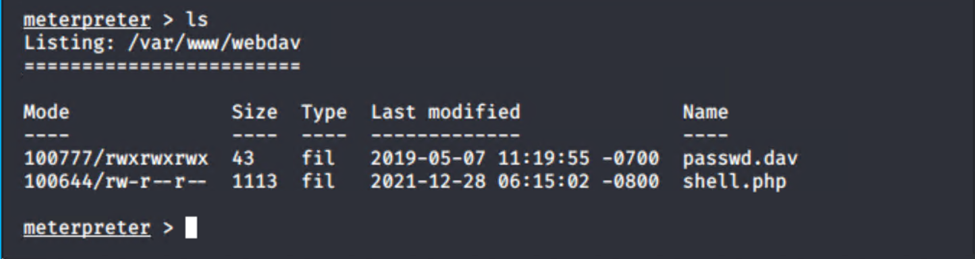 meterpreter > ls
Listing: /var/www/webdav
========================
Mode Size Type Last modified Name
---- ---- ---- ------------- ----
100777/rwxrwxrwx 43 fil 2019-05-07 11:19:55 -0700 passwd.dav
100644/rw-r--r-- 1113 fil 2021-12-28 06:15:02 -0800 shell.php
meterpreter >